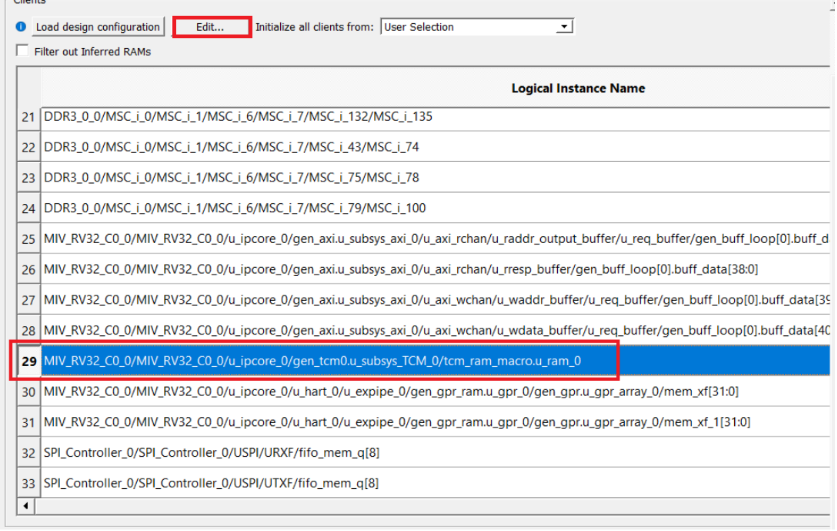 Clients
Load design configuration Edit... Initialize all clients from: User Selection
Filter out Inferred RAMs
Logical Instance Name
21 DDR3_0_0/MSC_i_0/MSC_i_1/MSC_i_6/MSC_i_7/MSC_i_132/MSC_i_135
22 DDR3_0_0/MSC_i_0/MSC_i_1/MSC_i_6/MSC_i_7/MSC_i_43/MSC_i_74
23 DDR3_0_0/MSC_i_0/MSC_i_1/MSC_i_6/MSC_i_7/MSC_i_75/MSC_i_78
24 DDR3_0_0/MSC_i_0/MSC_i_1/MSC_i_6/MSC_i_7/MSC_i_79/MSC_i_100
25 MIV_RV32_C0_0/MIV_RV32_C0_0/u_ipcore_0/gen_axi.u_subsys_axi_0/u_axi_rchan/u_raddr_output_buffer/u_req_buffer/gen_buff_loop[0].buff_d
26 MIV_RV32_C0_0/MIV_RV32_C0_0/u_ipcore_0/gen_axi.u_subsys_axi_0/u_axi_rchan/u_rresp_buffer/gen_buff_loop[0].buff_data[38:0]
27 MIV_RV32_C0_0/MIV_RV32_C0_0/u_ipcore_0/gen_axi.u_subsys_axi_0/u_axi_wchan/u_waddr_buffer/u_req_buffer/gen_buff_loop[0].buff_data[39
28 MIV_RV32_C0_0/MIV_RV32_C0_0/u_ipcore_0/gen_axi.u_subsys_axi_0/u_axi_wchan/u_wdata_buffer/u_req_buffer/gen_buff_loop[0].buff_data[40
29 MIV_RV32_C0_0/MIV_RV32_C0_0/u_ipcore_0/gen_tcm0.u_subsys_TCM_0/tcm_ram_macro.u_ram_0
30 MIV_RV32_C0_0/MIV_RV32_C0_0/u_ipcore_0/u_hart_0/u_expipe_0/gen_gpr_ram.u_gpr_0/gen_gpr.u_gpr_array_0/mem_xf[31:0]
31 MIV_RV32_C0_0/MIV_RV32_C0_0/u_ipcore_0/u_hart_0/u_expipe_0/gen_gpr_ram.u_gpr_0/gen_gpr.u_gpr_array_0/mem_xf_1[31:0]
32 SPI_Controller_0/SPI_Controller_0/USPI/URXF/fifo_mem_q[8]
33 SPI_Controller_0/SPI_Controller_0/USPI/UTXF/fifo_mem_q[8]